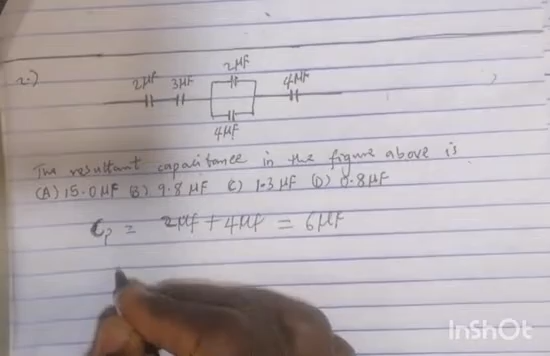 2.)
2μF 3μF 2μF 4μF
4μF
The resultant capacitance in the figure above is
(A) 15.0μF (B) 9.8μF (C) 1.3μF (D) 0.8μF
Cp = 2μf + 4μf = 6μf
InShOt